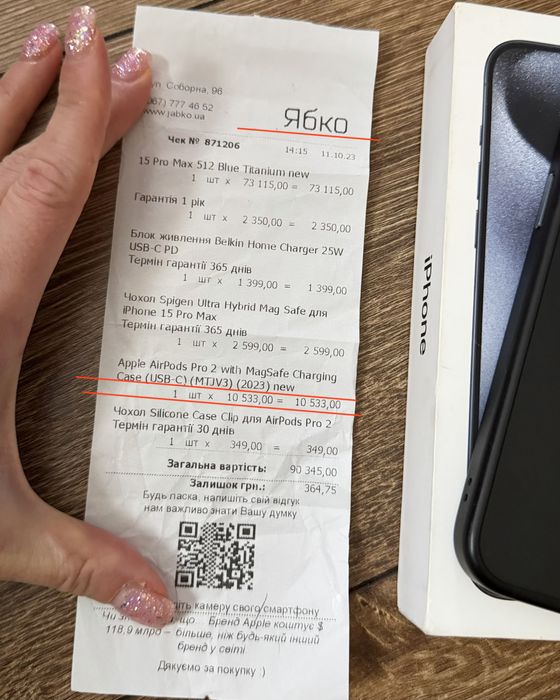 ул. Соборна, 96
067) 777 46 52
www.jabko.ua
Ябко
Чек № 871206 14:15 11.10.23
15 Pro Max 512 Blue Titanium new
1 шт x 73 115,00 = 73 115,00
Гарантія 1 рік
1 шт x 2 350,00 = 2 350,00
Блок живлення Belkin Home Charger 25W
USB-C PD
Термін гарантії 365 днів
1 шт x 1 399,00 = 1 399,00
Чохол Spigen Ultra Hybrid Mag Safe для
iPhone 15 Pro Max
Термін гарантії 365 днів
1 шт x 2 599,00 = 2 599,00
Apple AirPods Pro 2 with MagSafe Charging
Case (USB-C) (MTJV3) (2023) new
1 шт x 10 533,00 = 10 533,00
Чохол Silicone Case Clip для AirPods Pro 2
Термін гарантії 30 днів
1 шт x 349,00 = 349,00
Загальна вартість: 90 345,00
Залишок грн.: 364,75
Будь ласка, напишіть свій відгук
нам важливо знати Вашу думку
камеру свого смартфону
що Бренд Apple коштує $
118,9 млрд – більше, ніж будь-який інший
бренд у світі
Дякуємо за покупку :)
iPhone